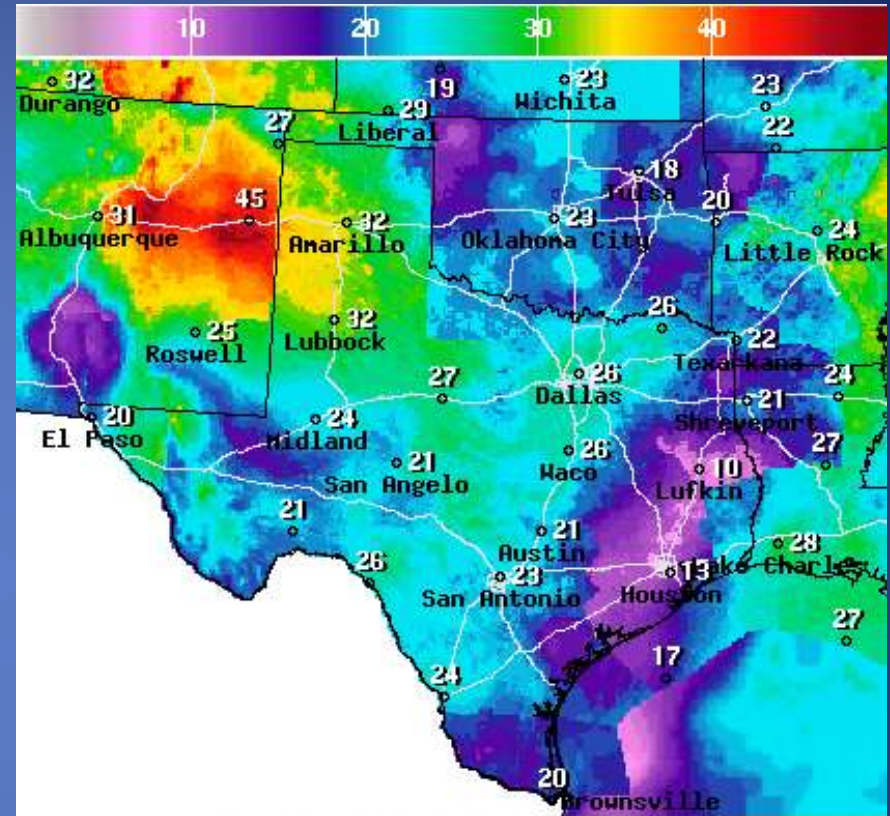 10 20 30 40
32 19 23 23
Durango Wichita
29
Liberal
27 22
18
Tulsa
31 45 32 23 20 24
Albuquerque Amarillo Oklahoma City Little Rock
25 32 26 22
Roswell Lubbock Texarkana
27 26 24
Dallas 21
20 24 Shreveport
El Paso Midland
21 26 10 27
San Angelo Waco Lufkin
21 21 28
Austin Lake Charles
26 23 13
San Antonio Houston
27
24 17
20
Brownsville